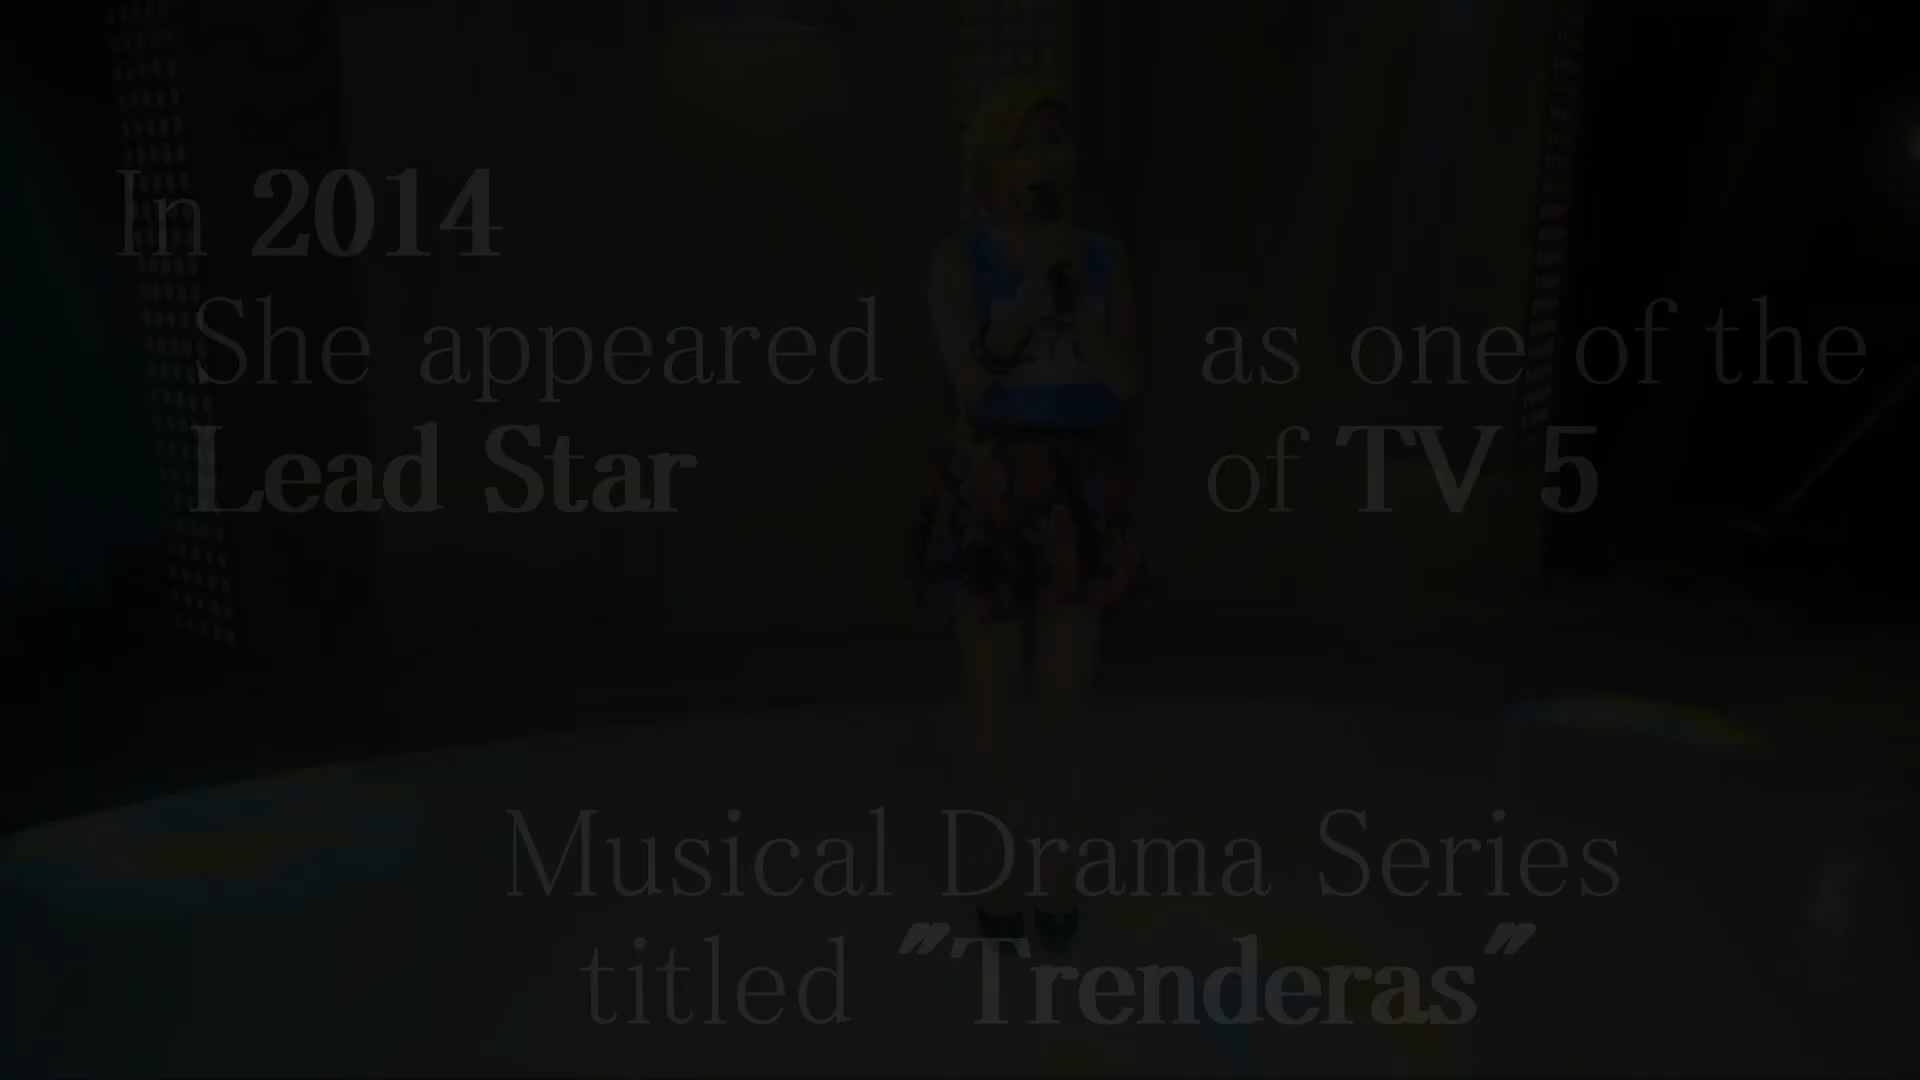 In 2014
She appeared as one of the
Lead Star of TV 5
Musical Drama Series
titled "Trenderas"